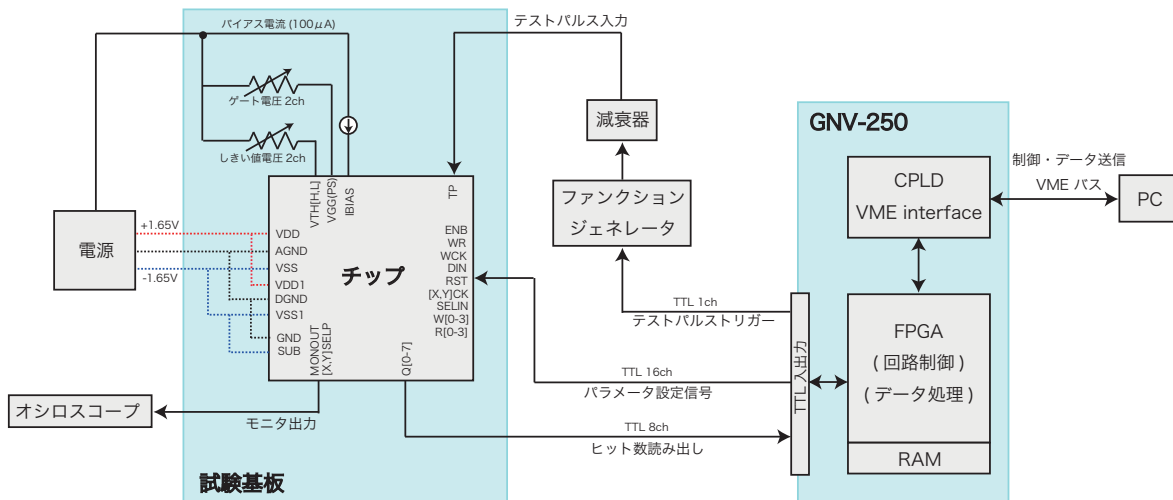 バイアス電流 (100μA)
ゲート電圧 2ch
しきい値電圧 2ch
テストパルス入力
減衰器
ファンクション
ジェネレータ
電源
+1.65V
-1.65V
VTH[H,L]
VGG(PS)
IBIAS
TP
VDD
AGND
VSS
VDD1
DGND
VSS1
GND
SUB
チップ
ENB
WR
WCK
DIN
RST
[X,Y]CK
SELIN
W[0-3]
R[0-3]
MONOUT
[X,Y]SELP
Q[0-7]
オシロスコープ
モニタ出力
試験基板
TTL 1ch
テストパルストリガー
TTL 16ch
パラメータ設定信号
TTL 8ch
ヒット数読み出し
GNV-250
CPLD
VME interface
制御・データ送信
VME バス
PC
TTL 入出力
FPGA
( 回路制御 )
( データ処理 )
RAM